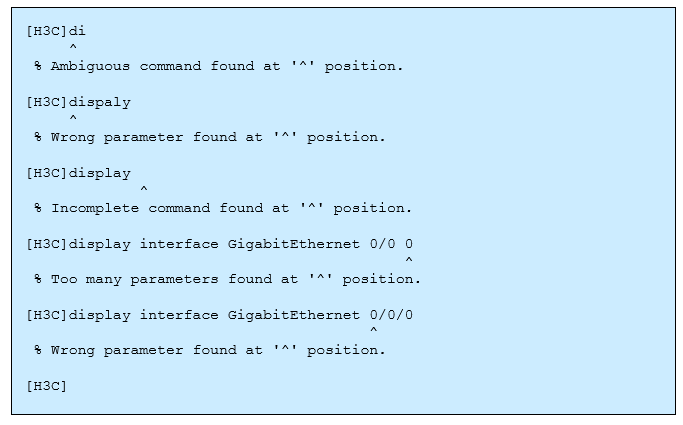 [H3C]di
^
% Ambiguous command found at '^' position.
[H3C]dispaly
^
% Wrong parameter found at '^' position.
[H3C]display
^
% Incomplete command found at '^' position.
[H3C]display interface GigabitEthernet 0/0 0
^
% Too many parameters found at '^' position.
[H3C]display interface GigabitEthernet 0/0/0
^
% Wrong parameter found at '^' position.
[H3C]